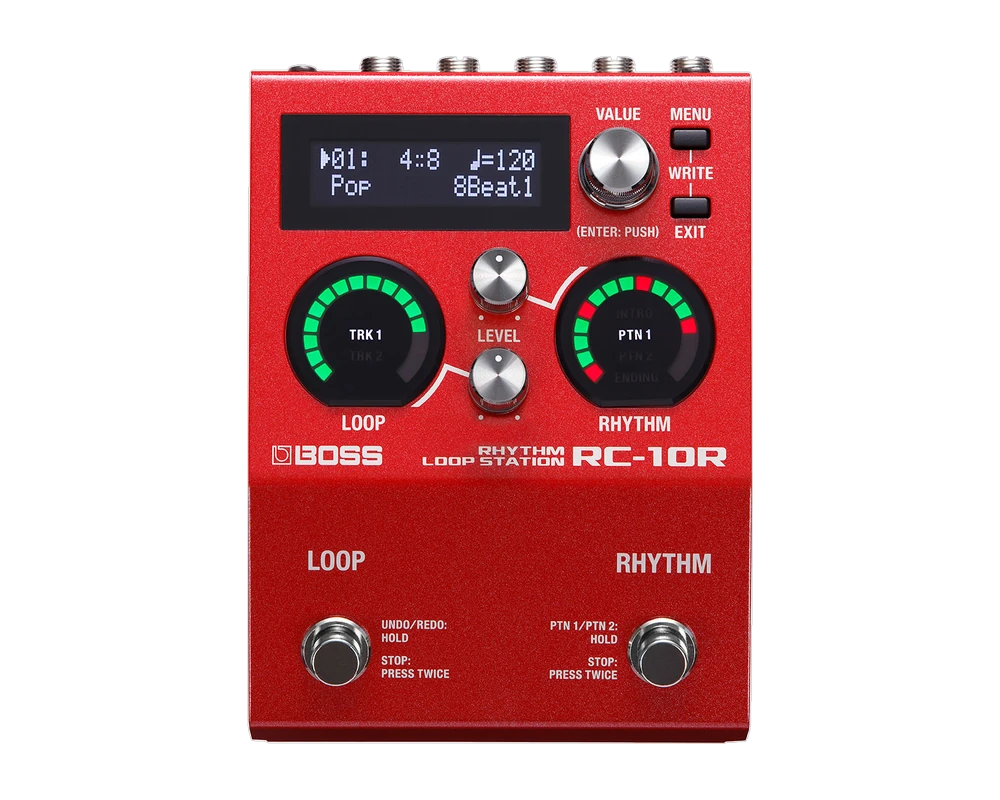 VALUE
MENU
▶01: 4::8 ♩=120
Pop 8Beat1
WRITE
(ENTER: PUSH)
EXIT
TRK 1
TRK 2
LEVEL
INTRO
PTN 1
PTN 2
ENDING
LOOP
RHYTHM
BOSS
RHYTHM
LOOP STATION RC-10R
LOOP
RHYTHM
UNDO/REDO:
HOLD
STOP:
PRESS TWICE
PTN 1/PTN 2:
HOLD
STOP:
PRESS TWICE